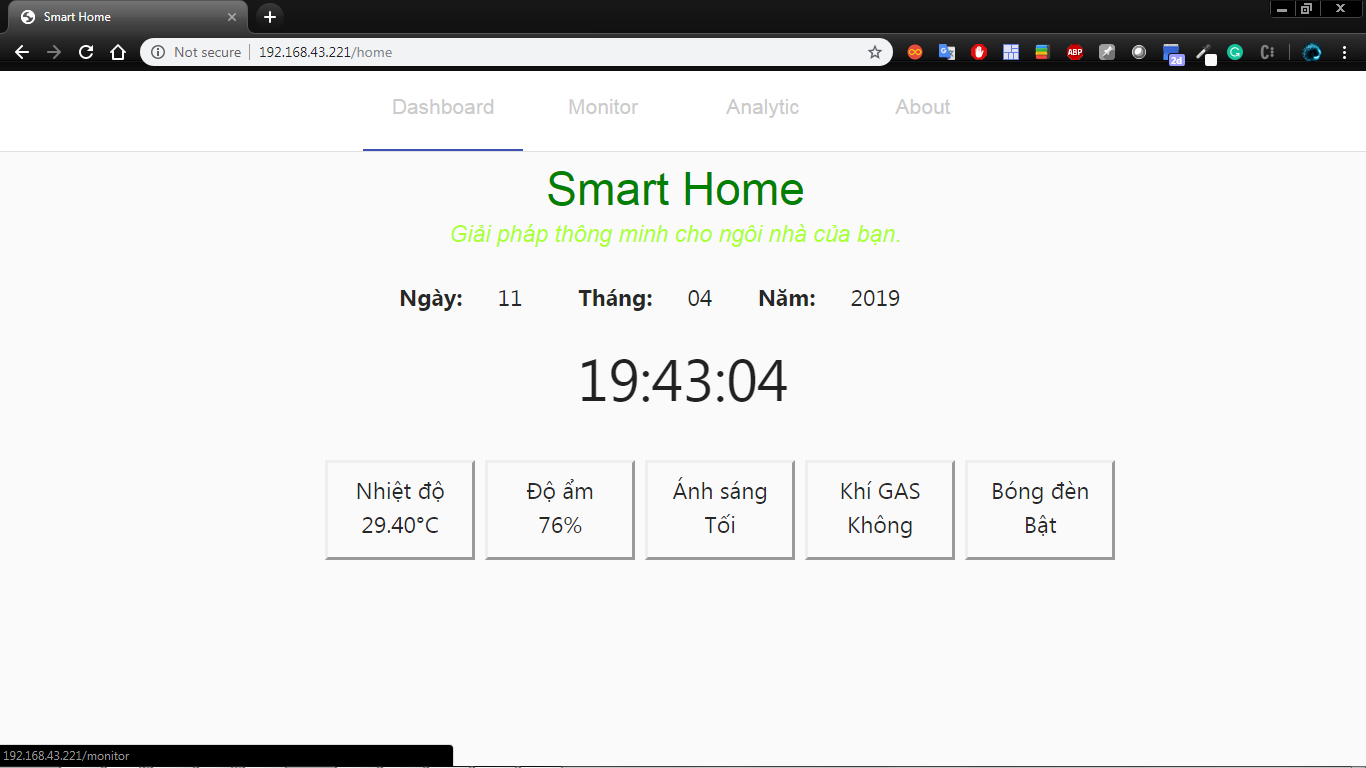 Smart Home
Not secure 192.168.43.221/home
ABP
2d
Dashboard Monitor Analytic About
Smart Home
Giải pháp thông minh cho ngôi nhà của bạn.
Ngày: 11 Tháng: 04 Năm: 2019
19:43:04
Nhiệt độ Độ ẩm Ánh sáng Khí GAS Bóng đèn
29.40°C 76% Tối Không Bật
192.168.43.221/monitor